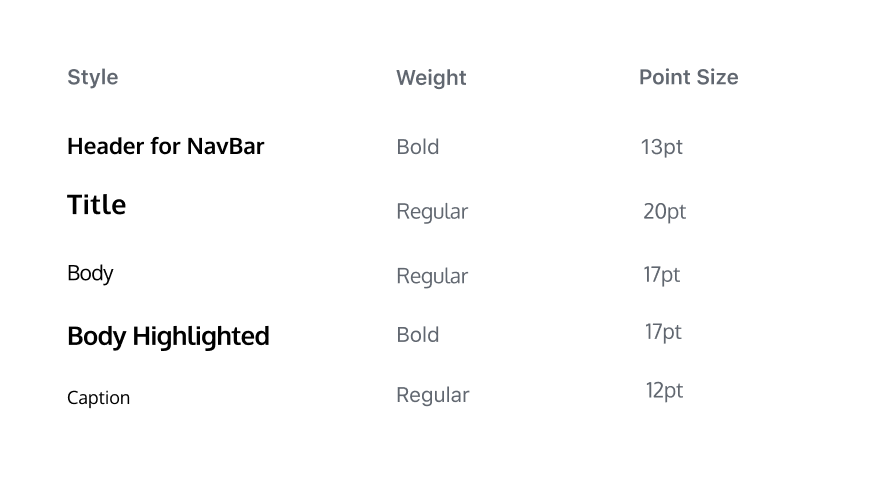 Style Weight Point Size
Header for NavBar Bold 13pt
Title Regular 20pt
Body Regular 17pt
Body Highlighted Bold 17pt
Caption Regular 12pt